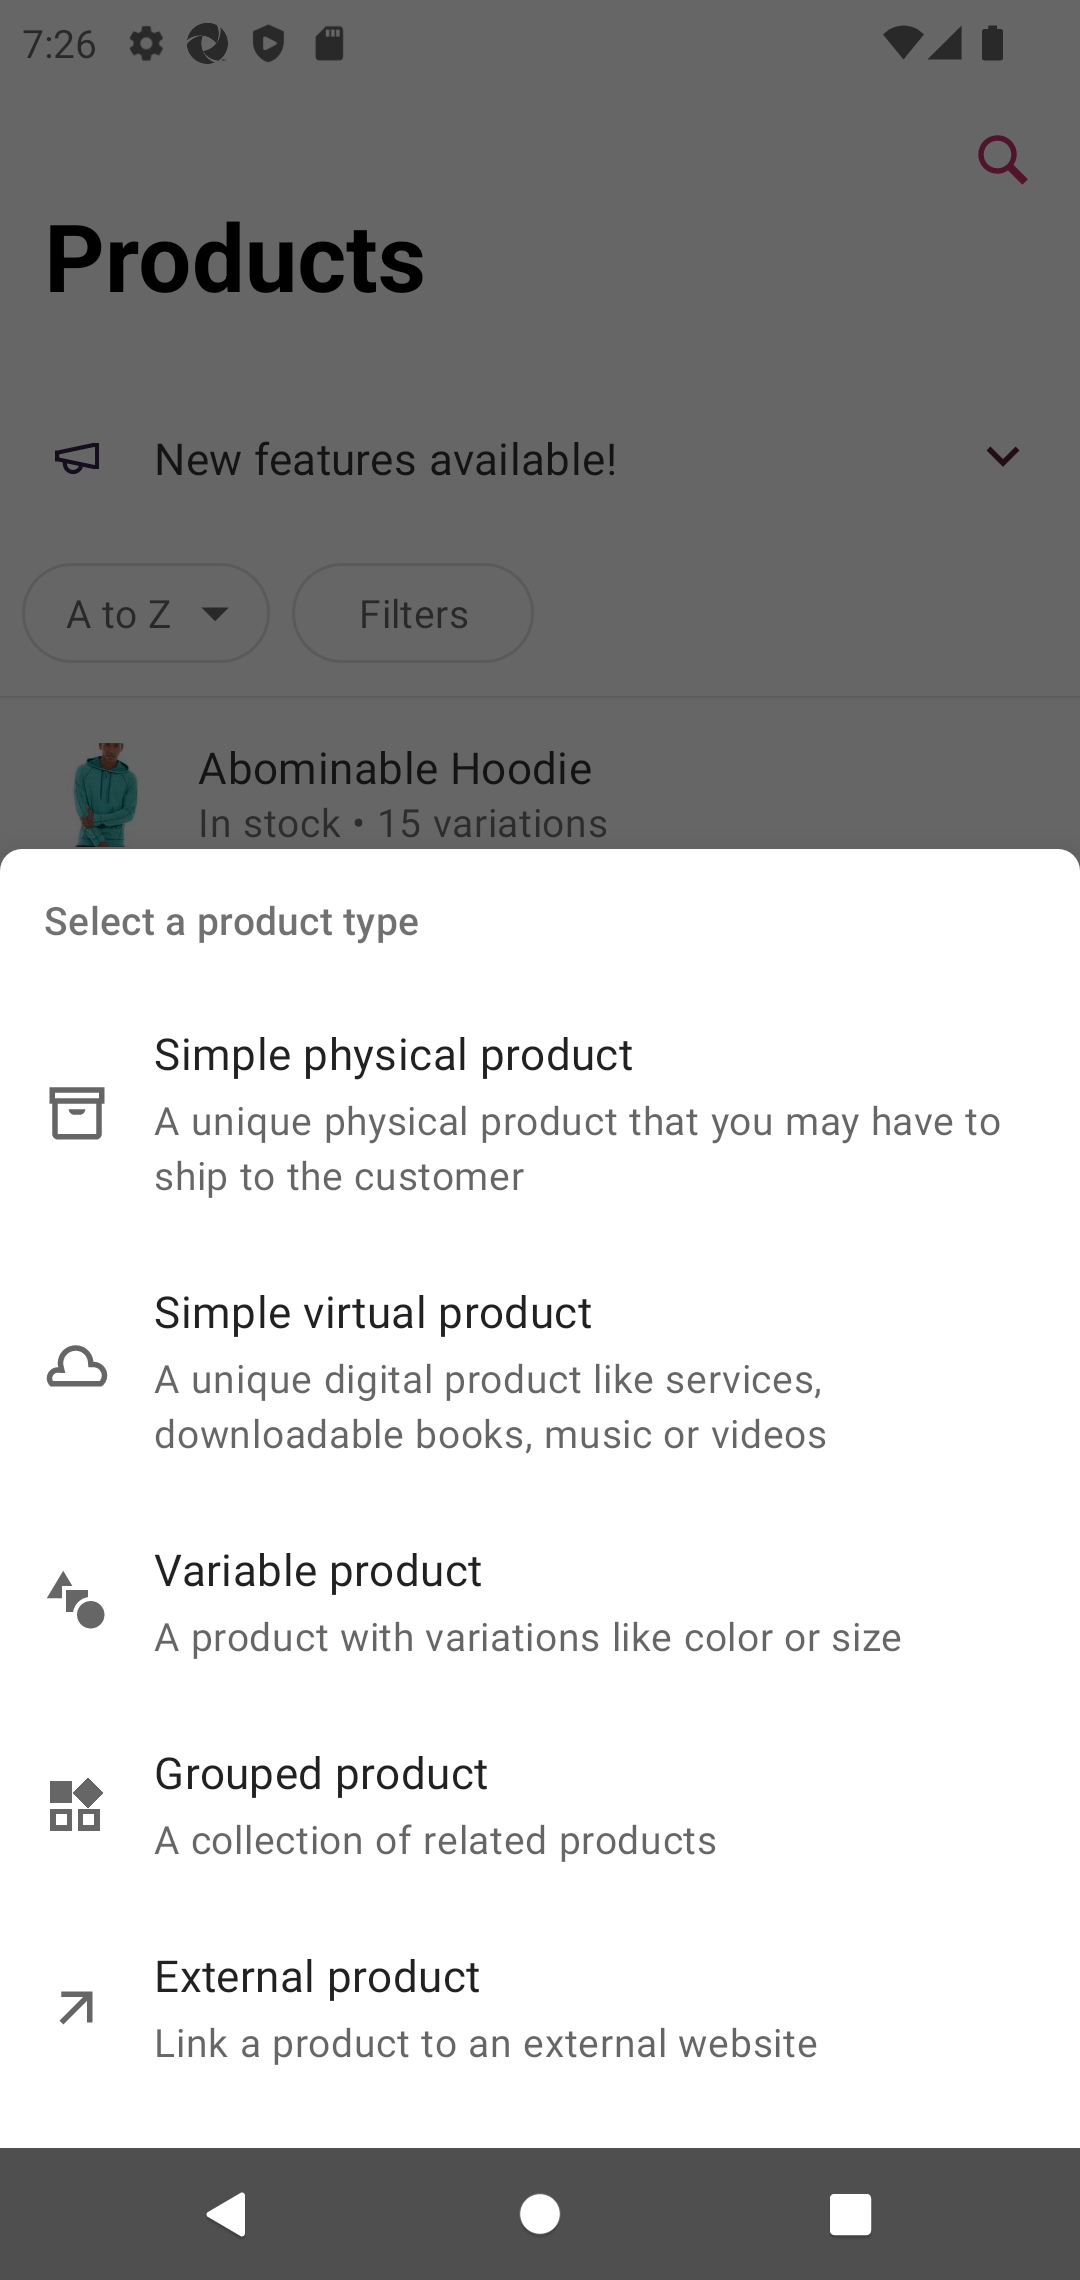 7:26
Products
New features available!
A to Z
Filters
Abominable Hoodie
In stock • 15 variations
Select a product type
Simple physical product
A unique physical product that you may have to
ship to the customer
Simple virtual product
A unique digital product like services,
downloadable books, music or videos
Variable product
A product with variations like color or size
Grouped product
A collection of related products
External product
Link a product to an external website